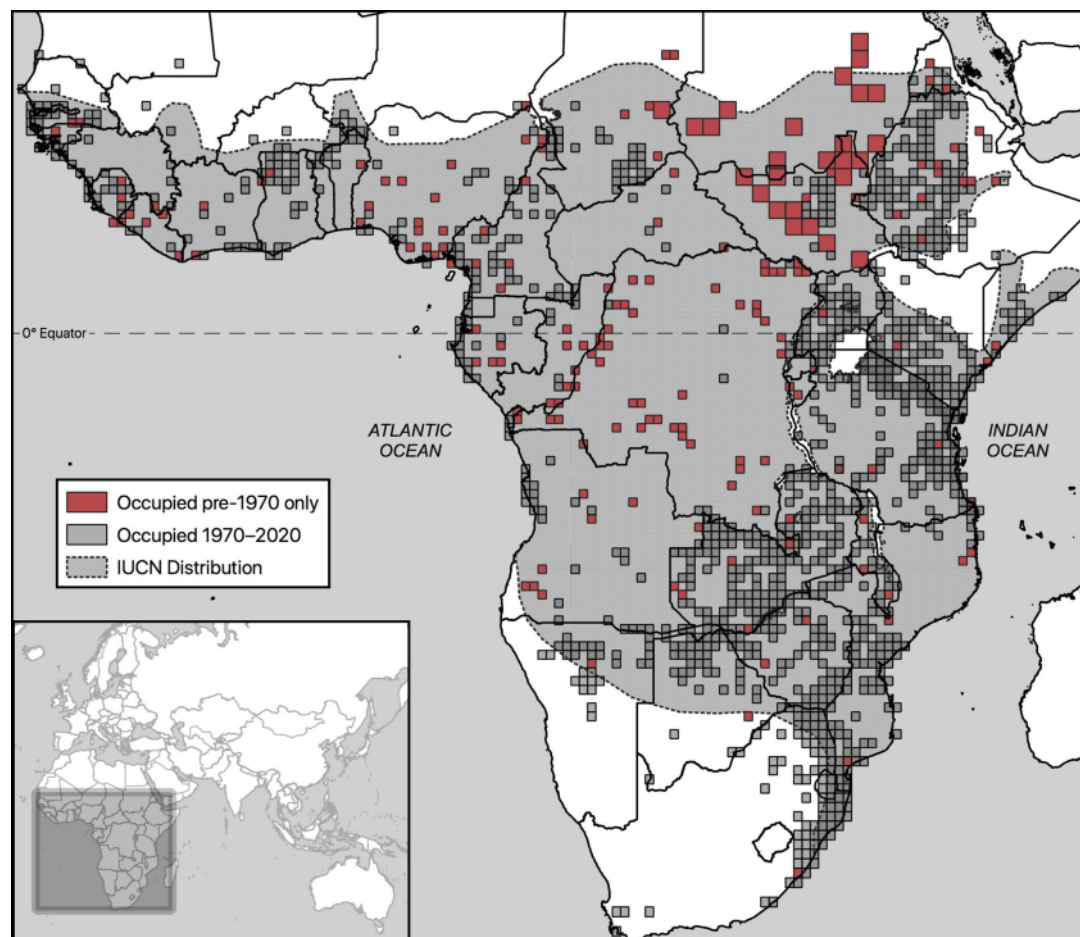 0° Equator
ATLANTIC
OCEAN
INDIAN
OCEAN
Occupied pre-1970 only
Occupied 1970–2020
IUCN Distribution